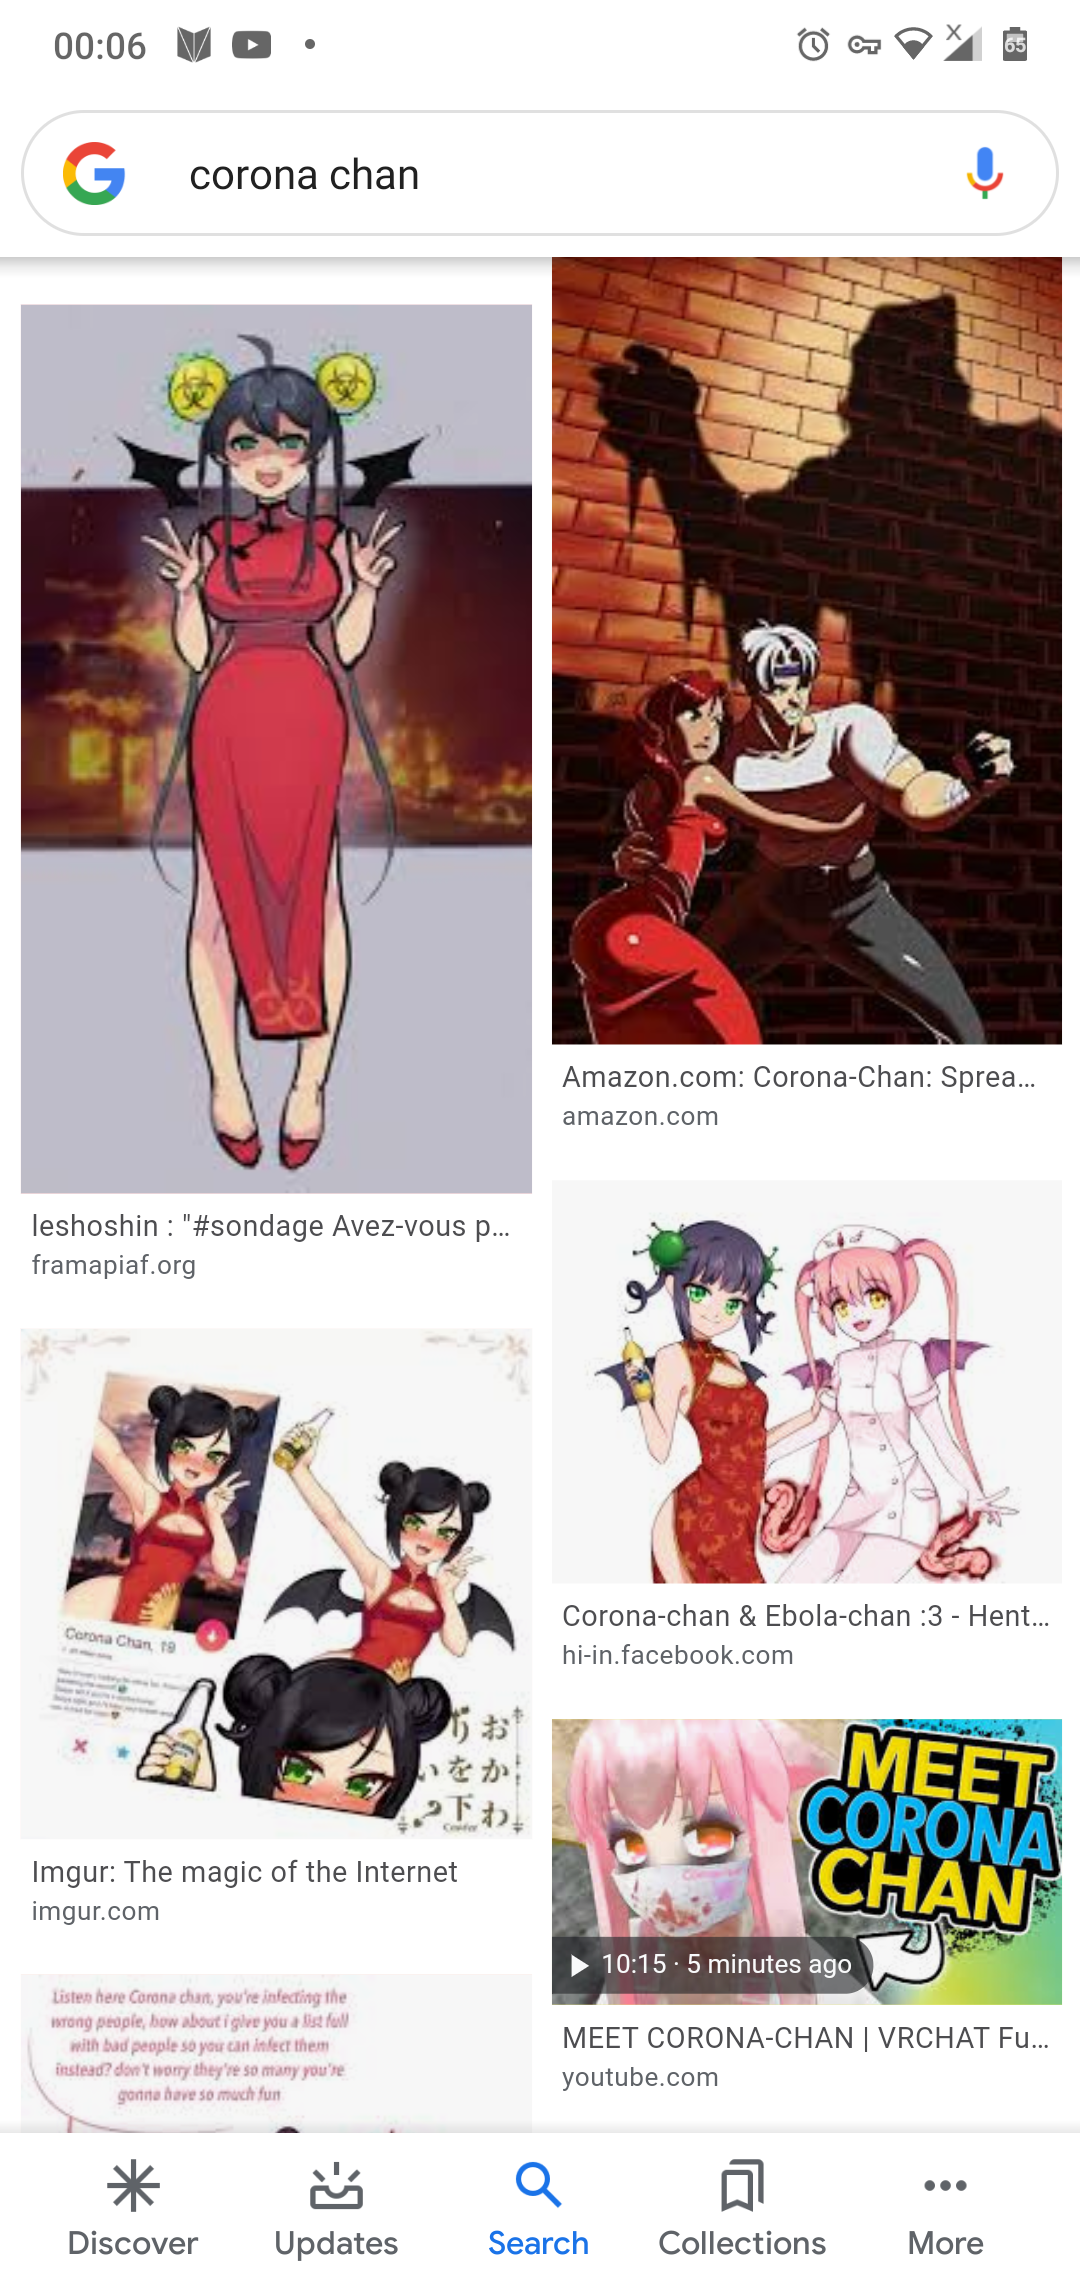 00:06
65
corona chan
leshoshin : "#sondage Avez-vous p...
framapiaf.org
Corona Chan, 19
おかわ
りを下
い
?
Imgur: The magic of the Internet
imgur.com
Listen here Corona chan, you're infecting the
wrong people, how about i give you a list full
with bad people so you can infect them
instead? don't worry they're so many you're
gonna have so much fun
Amazon.com: Corona-Chan: Sprea...
amazon.com
Corona-chan & Ebola-chan :3 - Hent...
hi-in.facebook.com
MEET
CORONA
CHAN
10:15 · 5 minutes ago
MEET CORONA-CHAN | VRCHAT Fu...
youtube.com
Discover
Updates
Search
Collections
More